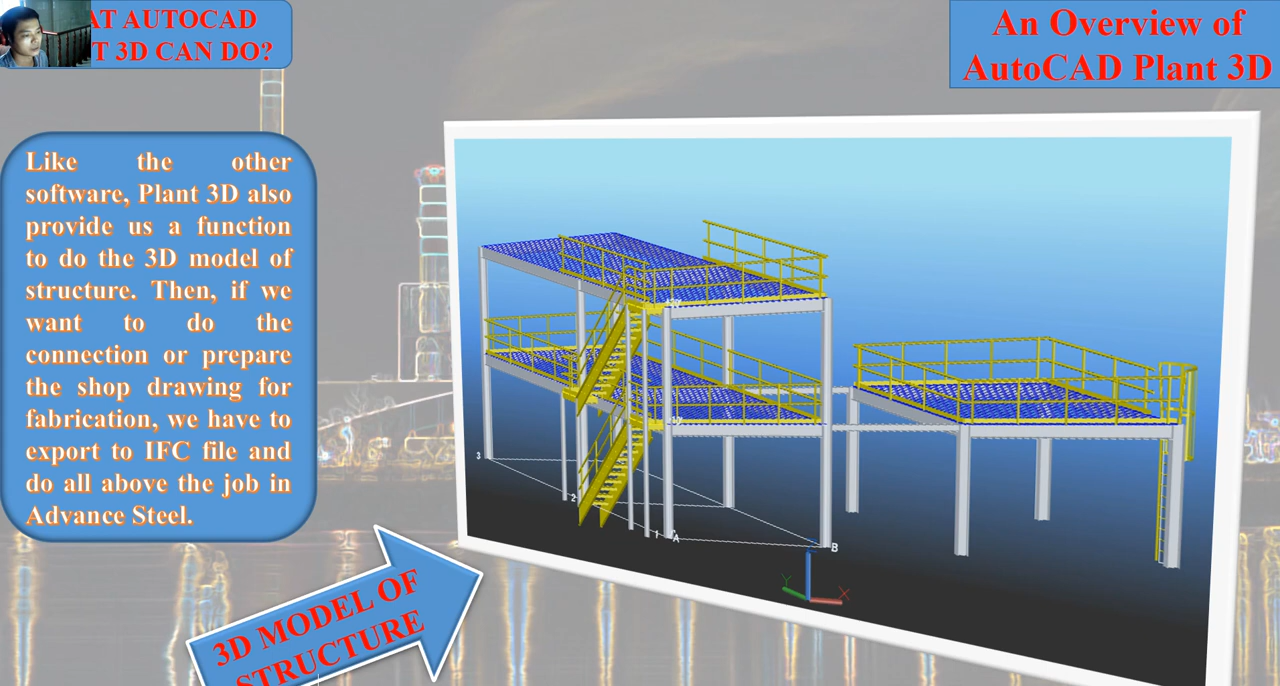 AT AUTOCAD
T 3D CAN DO?
An Overview of
AutoCAD Plant 3D
Like the other
software, Plant 3D also
provide us a function
to do the 3D model of
structure. Then, if we
want to do the
connection or prepare
the shop drawing for
fabrication, we have to
export to IFC file and
do all above the job in
Advance Steel.
3
2
1
A
B
Y
X
3D MODEL OF
STRUCTURE